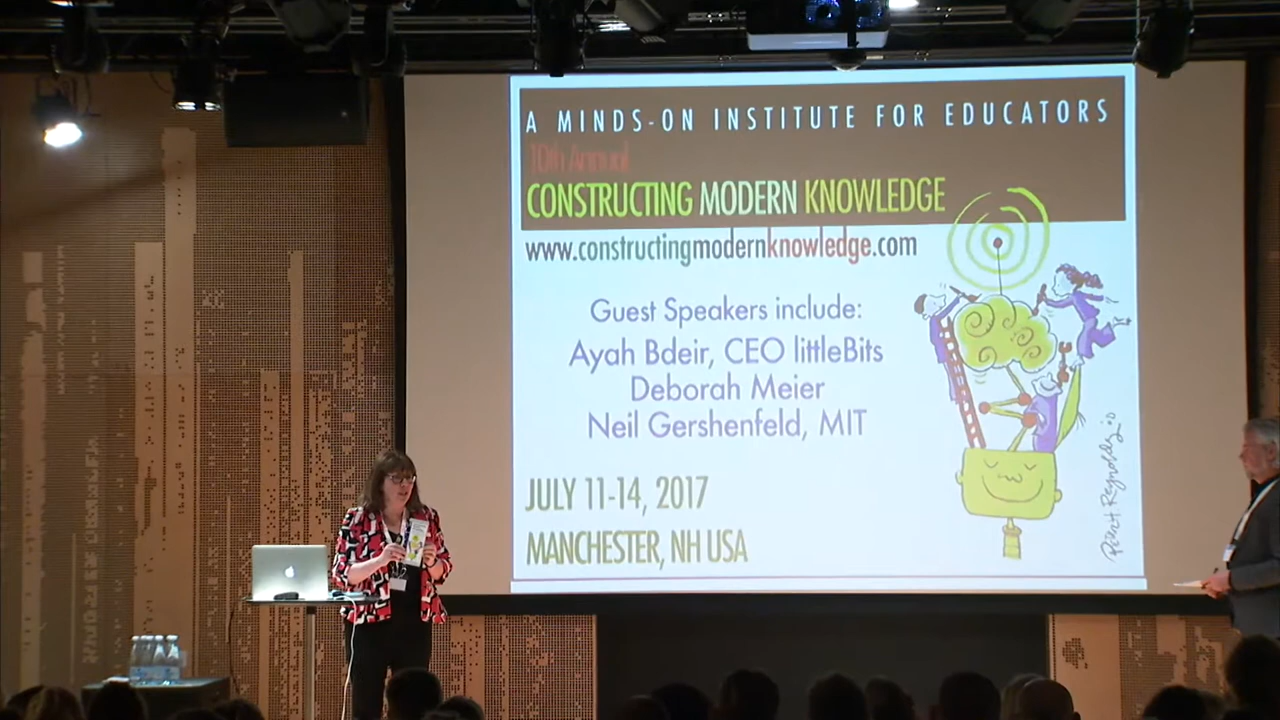 A MINDS-ON INSTITUTE FOR EDUCATORS
10th Annual
CONSTRUCTING MODERN KNOWLEDGE
www.constructingmodernknowledge.com
Guest Speakers include:
Ayah Bdeir, CEO littleBits
Deborah Meier
Neil Gershenfeld, MIT
JULY 11-14, 2017
MANCHESTER, NH USA